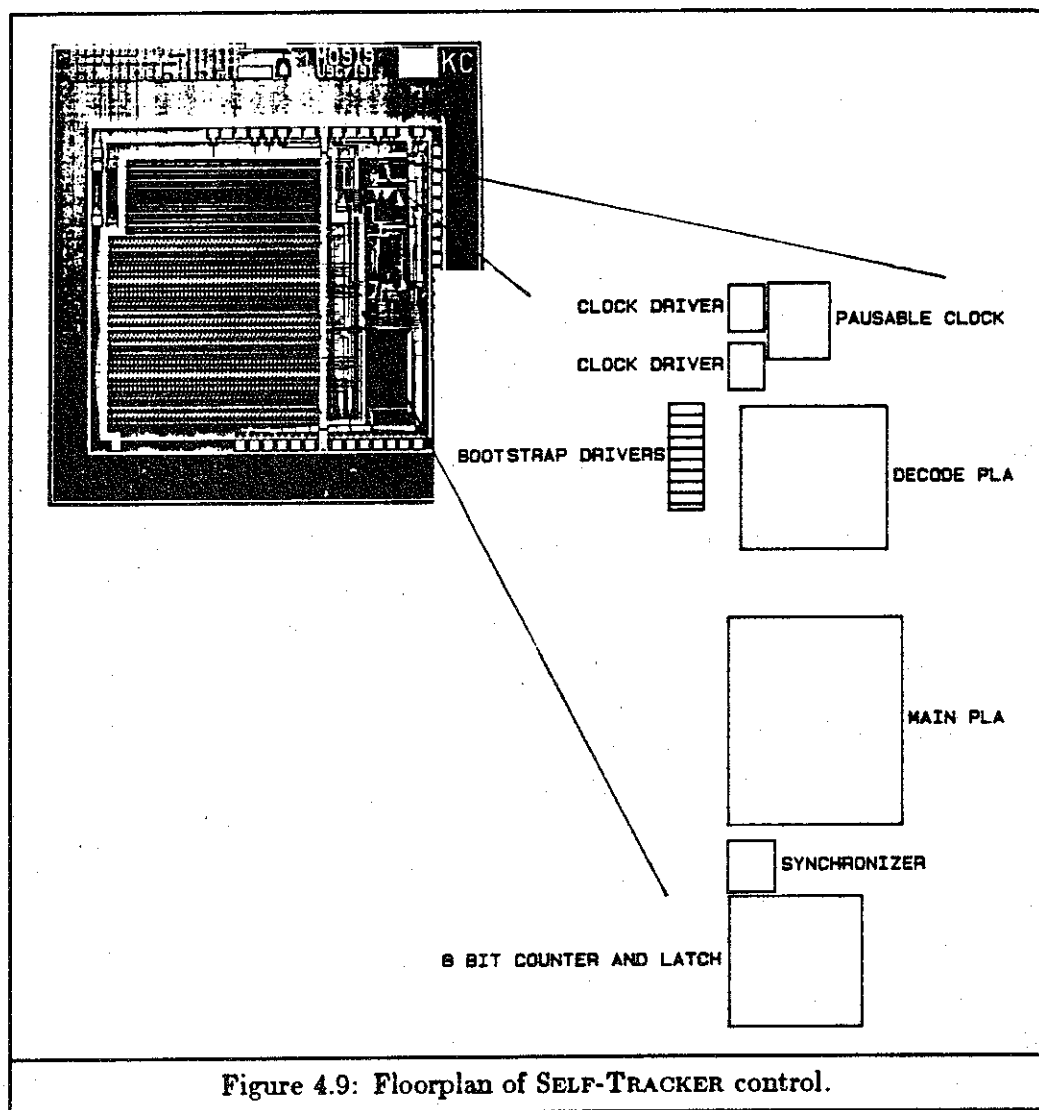 MOSIS
KC
CLOCK DRIVER
PAUSABLE CLOCK
CLOCK DRIVER
BOOTSTRAP DRIVERS
DECODE PLA
MAIN PLA
SYNCHRONIZER
8 BIT COUNTER AND LATCH
Figure 4.9: Floorplan of SELF-TRACKER control.